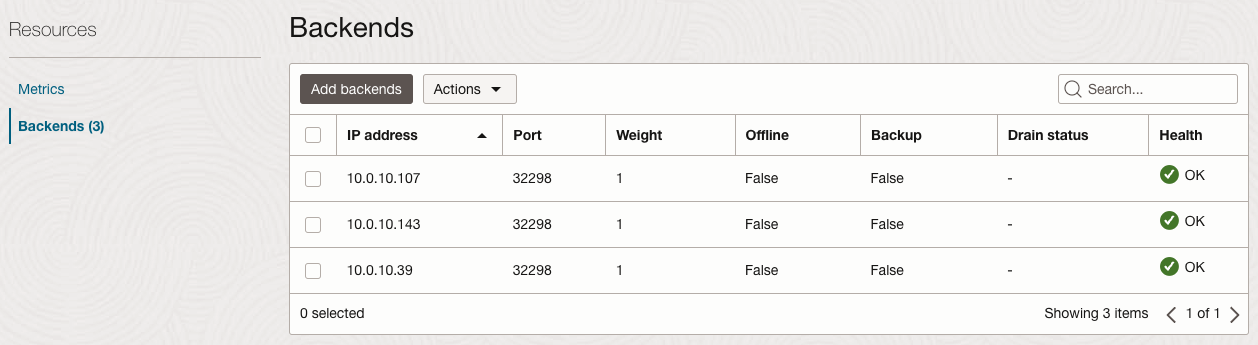 Resources
Metrics
Backends (3)
Backends
Add backends Actions Search...
IP address Port Weight Offline Backup Drain status Health
10.0.10.107 32298 1 False False - OK
10.0.10.143 32298 1 False False - OK
10.0.10.39 32298 1 False False - OK
0 selected Showing 3 items 1 of 1